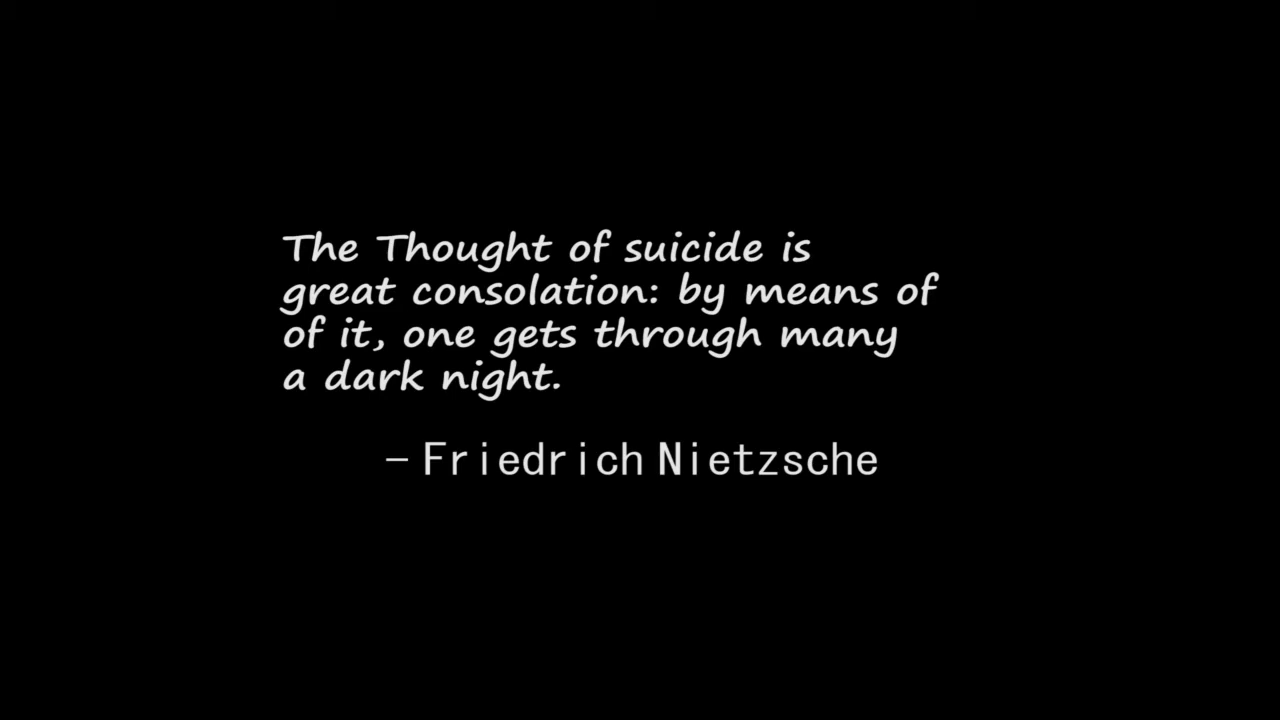 The Thought of suicide is
great consolation: by means of
of it, one gets through many
a dark night.
– Friedrich Nietzsche